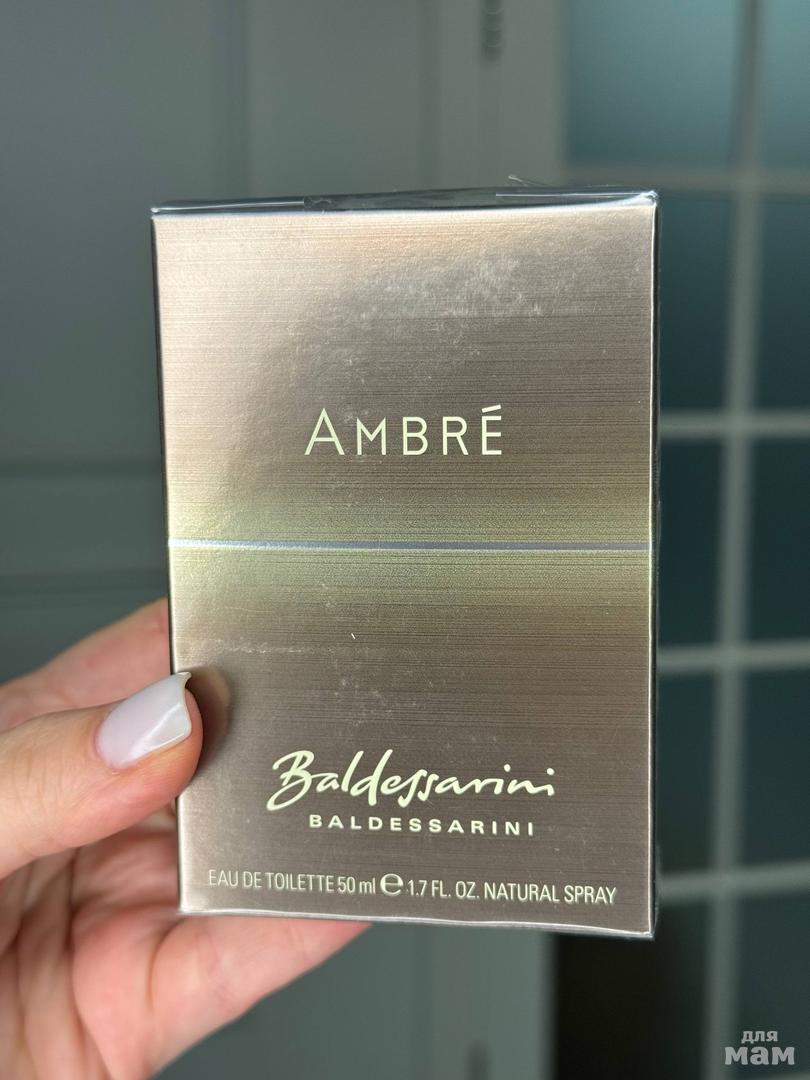 AMBRÉ
Baldessarini
BALDESSARINI
EAU DE TOILETTE 50 ml ℮ 1.7 FL. OZ. NATURAL SPRAY
для
мам